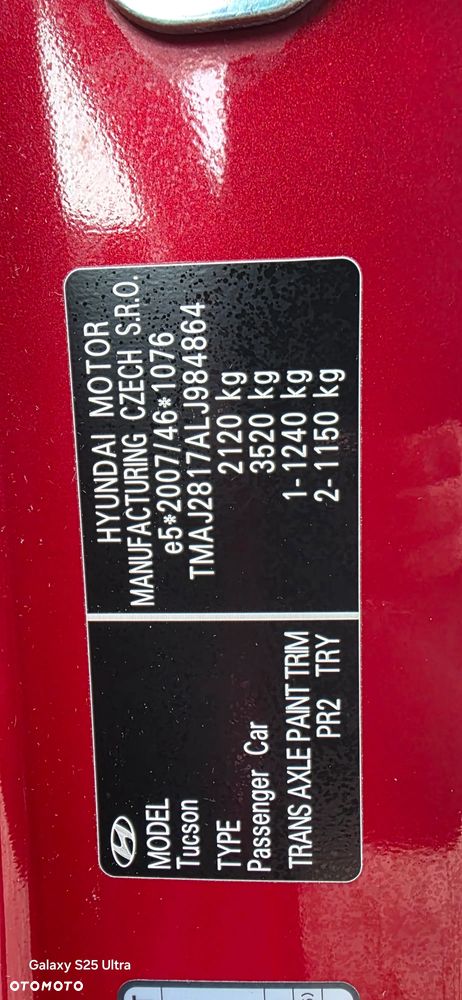 HYUNDAI MOTOR
MANUFACTURING CZECH S.R.O.
e5*2007/46*1076
TMAJ2817ALJ984864
2120 kg
3520 kg
1- 1240 kg
2- 1150 kg
MODEL
Tucson
TYPE
Passenger Car
TRANS AXLE PAINT TRIM
PR2 TRY
Galaxy S25 Ultra
OTOMOTO